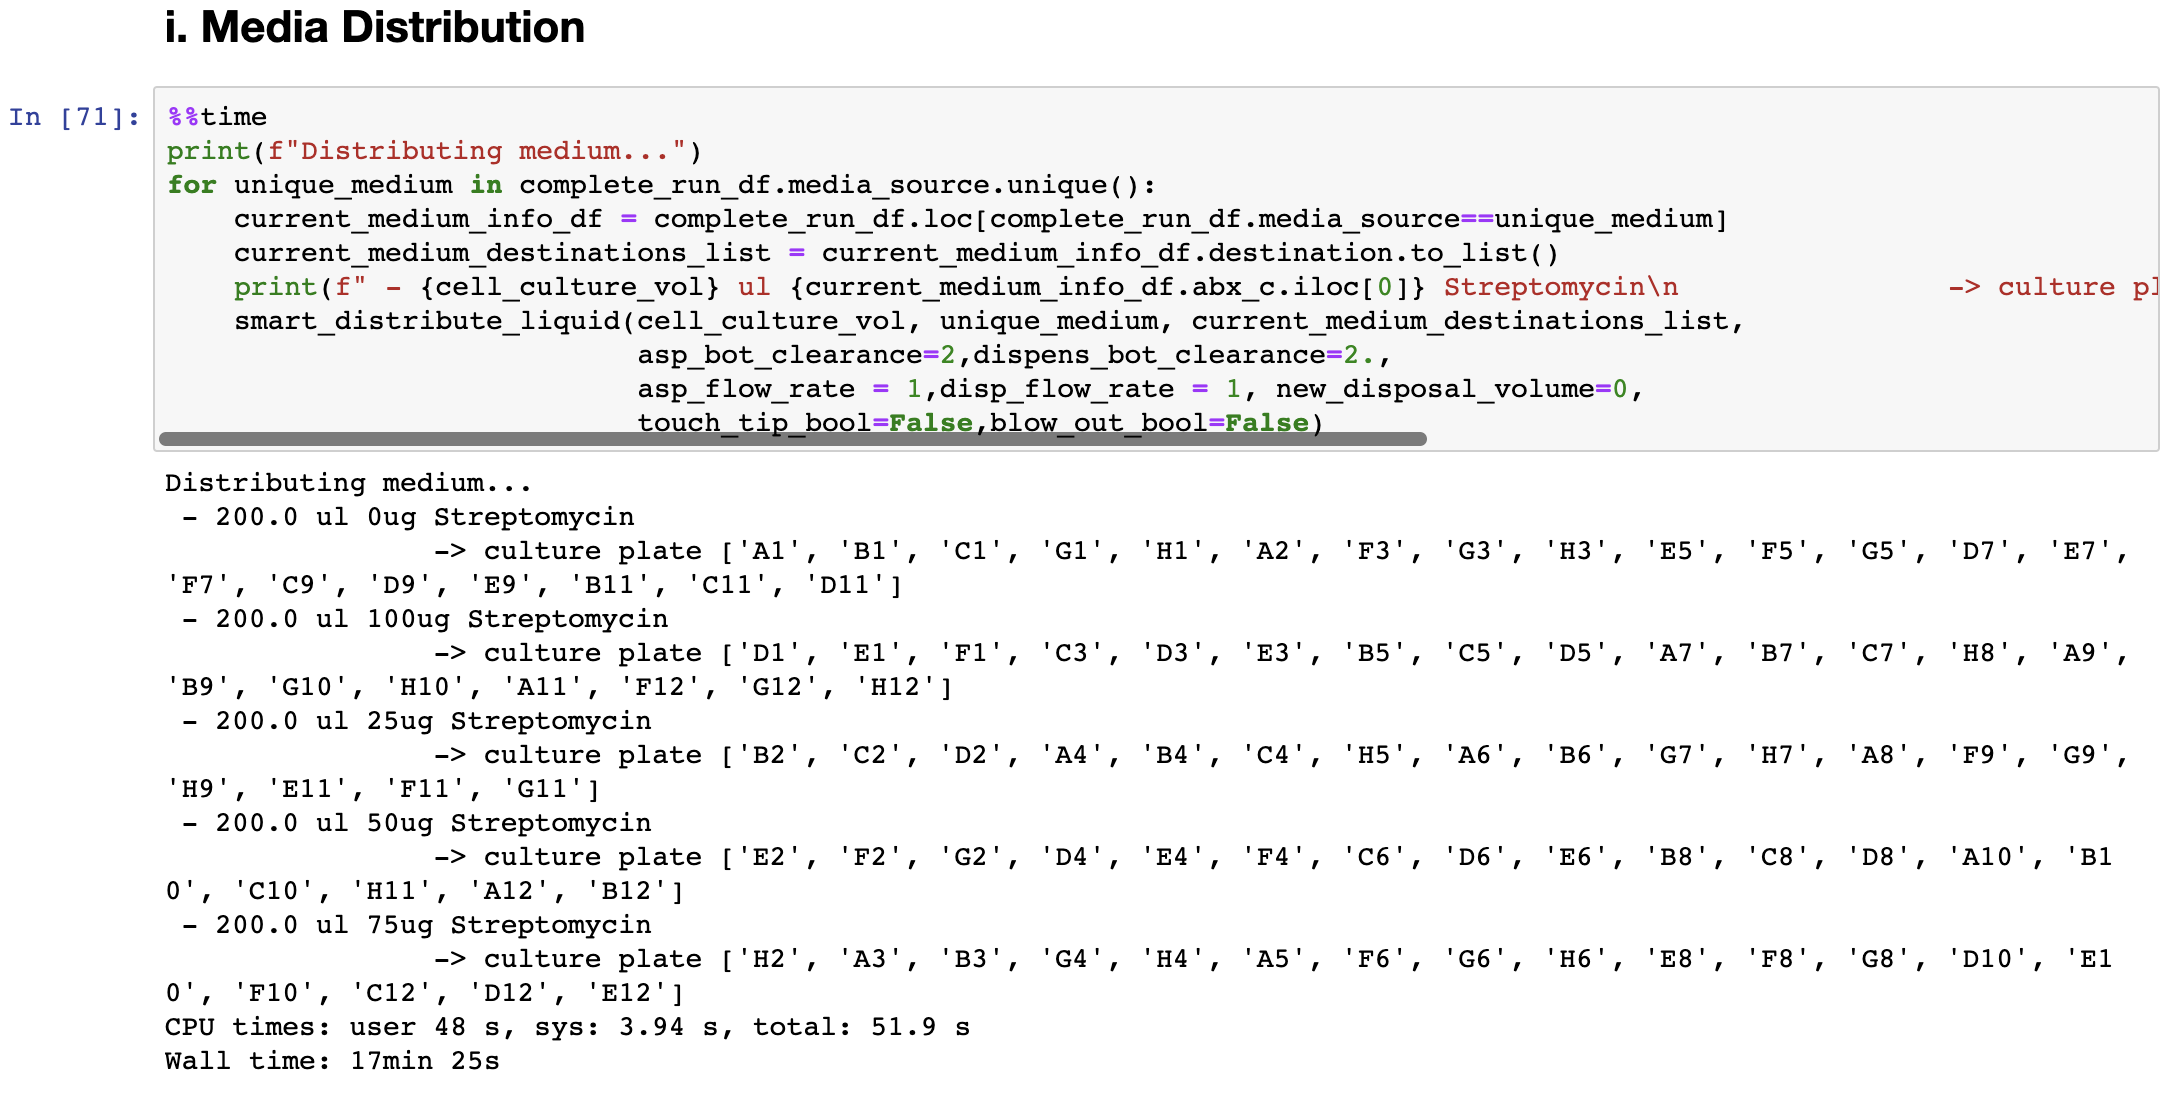 i. Media Distribution
In [71]:
%%time
print(f"Distributing medium...")
for unique_medium in complete_run_df.media_source.unique():
    current_medium_info_df = complete_run_df.loc[complete_run_df.media_source==unique_medium]
    current_medium_destinations_list = current_medium_info_df.destination.to_list()
    print(f" - {cell_culture_vol} ul {current_medium_info_df.abx_c.iloc[0]} Streptomycin\n                -> culture pl
    smart_distribute_liquid(cell_culture_vol, unique_medium, current_medium_destinations_list,
                            asp_bot_clearance=2,dispens_bot_clearance=2.,
                            asp_flow_rate = 1,disp_flow_rate = 1, new_disposal_volume=0,
                            touch_tip_bool=False,blow_out_bool=False)
Distributing medium...
 - 200.0 ul 0ug Streptomycin
                -> culture plate ['A1', 'B1', 'C1', 'G1', 'H1', 'A2', 'F3', 'G3', 'H3', 'E5', 'F5', 'G5', 'D7', 'E7',
'F7', 'C9', 'D9', 'E9', 'B11', 'C11', 'D11']
 - 200.0 ul 100ug Streptomycin
                -> culture plate ['D1', 'E1', 'F1', 'C3', 'D3', 'E3', 'B5', 'C5', 'D5', 'A7', 'B7', 'C7', 'H8', 'A9',
'B9', 'G10', 'H10', 'A11', 'F12', 'G12', 'H12']
 - 200.0 ul 25ug Streptomycin
                -> culture plate ['B2', 'C2', 'D2', 'A4', 'B4', 'C4', 'H5', 'A6', 'B6', 'G7', 'H7', 'A8', 'F9', 'G9',
'H9', 'E11', 'F11', 'G11']
 - 200.0 ul 50ug Streptomycin
                -> culture plate ['E2', 'F2', 'G2', 'D4', 'E4', 'F4', 'C6', 'D6', 'E6', 'B8', 'C8', 'D8', 'A10', 'B1
0', 'C10', 'H11', 'A12', 'B12']
 - 200.0 ul 75ug Streptomycin
                -> culture plate ['H2', 'A3', 'B3', 'G4', 'H4', 'A5', 'F6', 'G6', 'H6', 'E8', 'F8', 'G8', 'D10', 'E1
0', 'F10', 'C12', 'D12', 'E12']
CPU times: user 48 s, sys: 3.94 s, total: 51.9 s
Wall time: 17min 25s